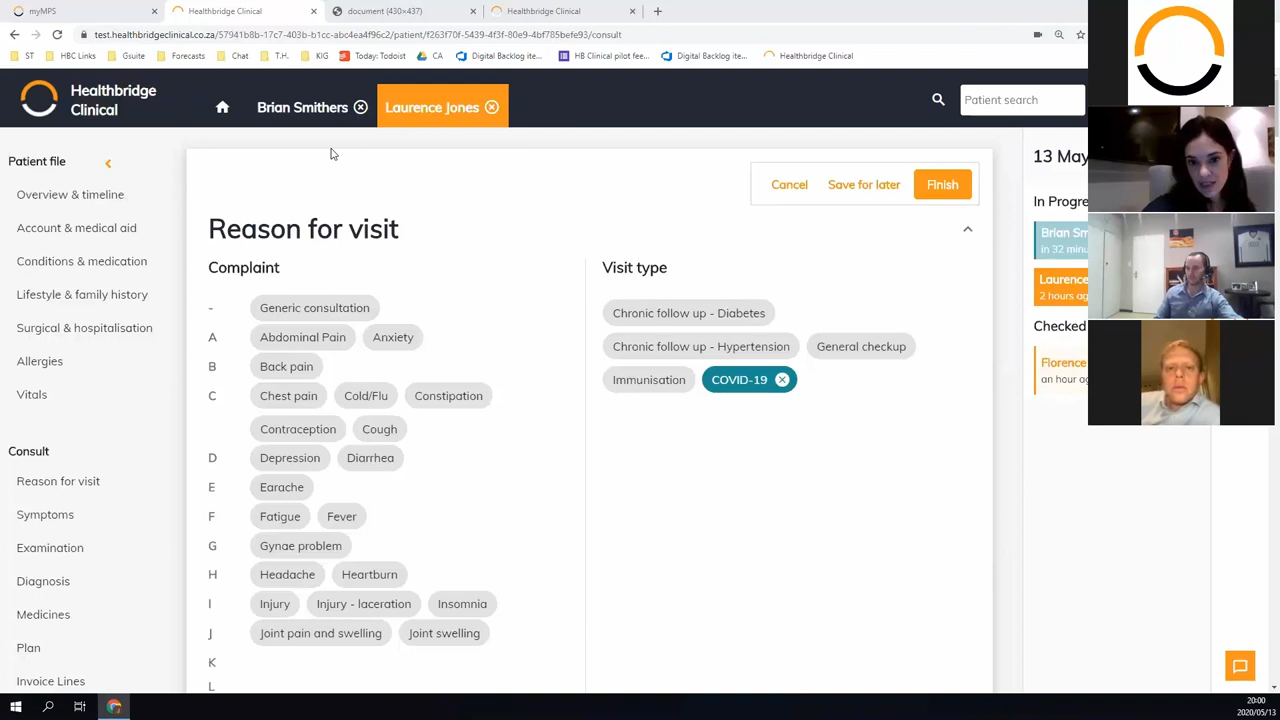 myMPS
Healthbridge Clinical
document (430×437)
Healthbridge Clinical
test.healthbridgeclinical.co.za/57941b8b-17c7-403b-b1cc-abc4ea4f96c2/patient/f263f70f-5439-4f3f-80e9-4bf785befe93/consult
ST
HBC Links
Gsuite
Forecasts
Chat
T.H.
KIG
Today: Todoist
CA
Digital Backlog ite...
HB Clinical pilot fee...
Digital Backlog ite...
Healthbridge Clinical
Healthbridge
Clinical
Brian Smithers
Laurence Jones
Patient search
Patient file
Overview & timeline
Account & medical aid
Conditions & medication
Lifestyle & family history
Surgical & hospitalisation
Allergies
Vitals
Consult
Reason for visit
Symptoms
Examination
Diagnosis
Medicines
Plan
Invoice Lines
Cancel
Save for later
Finish
Reason for visit
Complaint
- Generic consultation
A Abdominal Pain Anxiety
B Back pain
C Chest pain Cold/Flu Constipation
Contraception Cough
D Depression Diarrhea
E Earache
F Fatigue Fever
G Gynae problem
H Headache Heartburn
I Injury Injury - laceration Insomnia
J Joint pain and swelling Joint swelling
K
L
Visit type
Chronic follow up - Diabetes
Chronic follow up - Hypertension General checkup
Immunisation COVID-19
13 May
In Progre
Brian Sm
in 32 minu
Laurenc
2 hours ag
Checked
Florence
an hour ag
20:00
2020/05/13